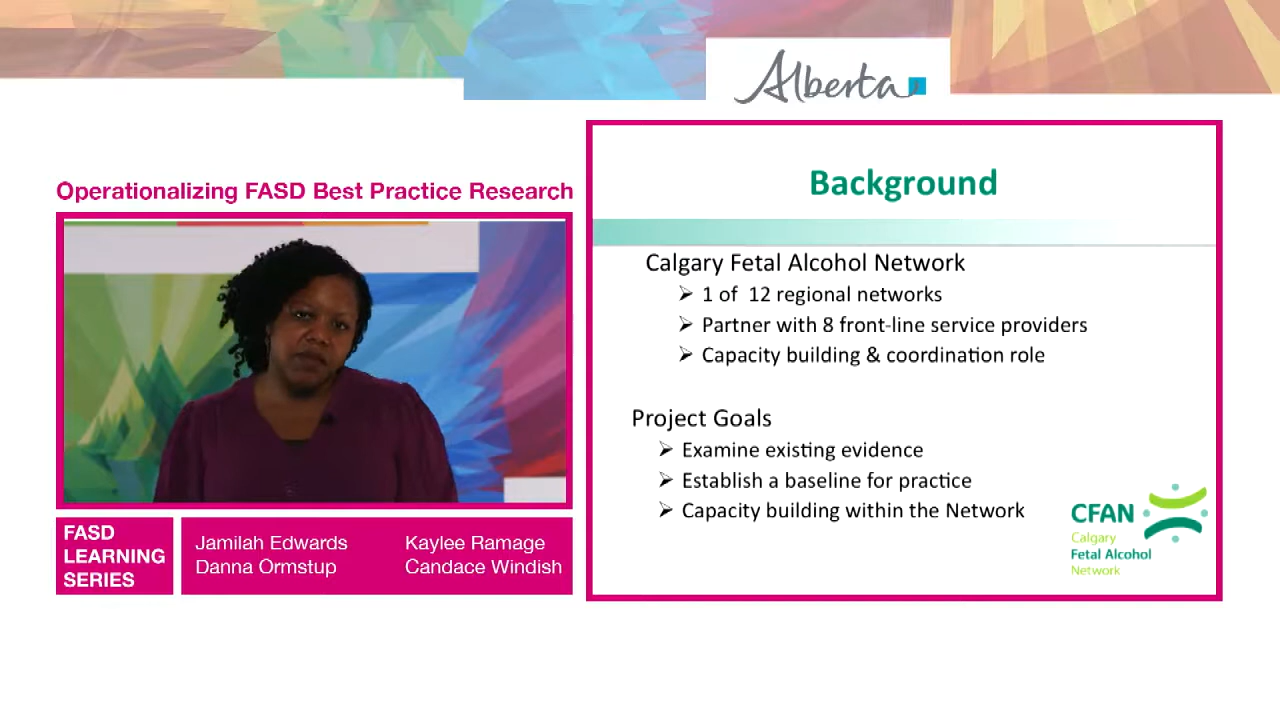 Alberta
Operationalizing FASD Best Practice Research
FASD
LEARNING
SERIES
Jamilah Edwards
Danna Ormstup
Kaylee Ramage
Candace Windish
Background
Calgary Fetal Alcohol Network
➢ 1 of 12 regional networks
➢ Partner with 8 front-line service providers
➢ Capacity building & coordination role
Project Goals
➢ Examine existing evidence
➢ Establish a baseline for practice
➢ Capacity building within the Network
CFAN
Calgary
Fetal Alcohol
Network